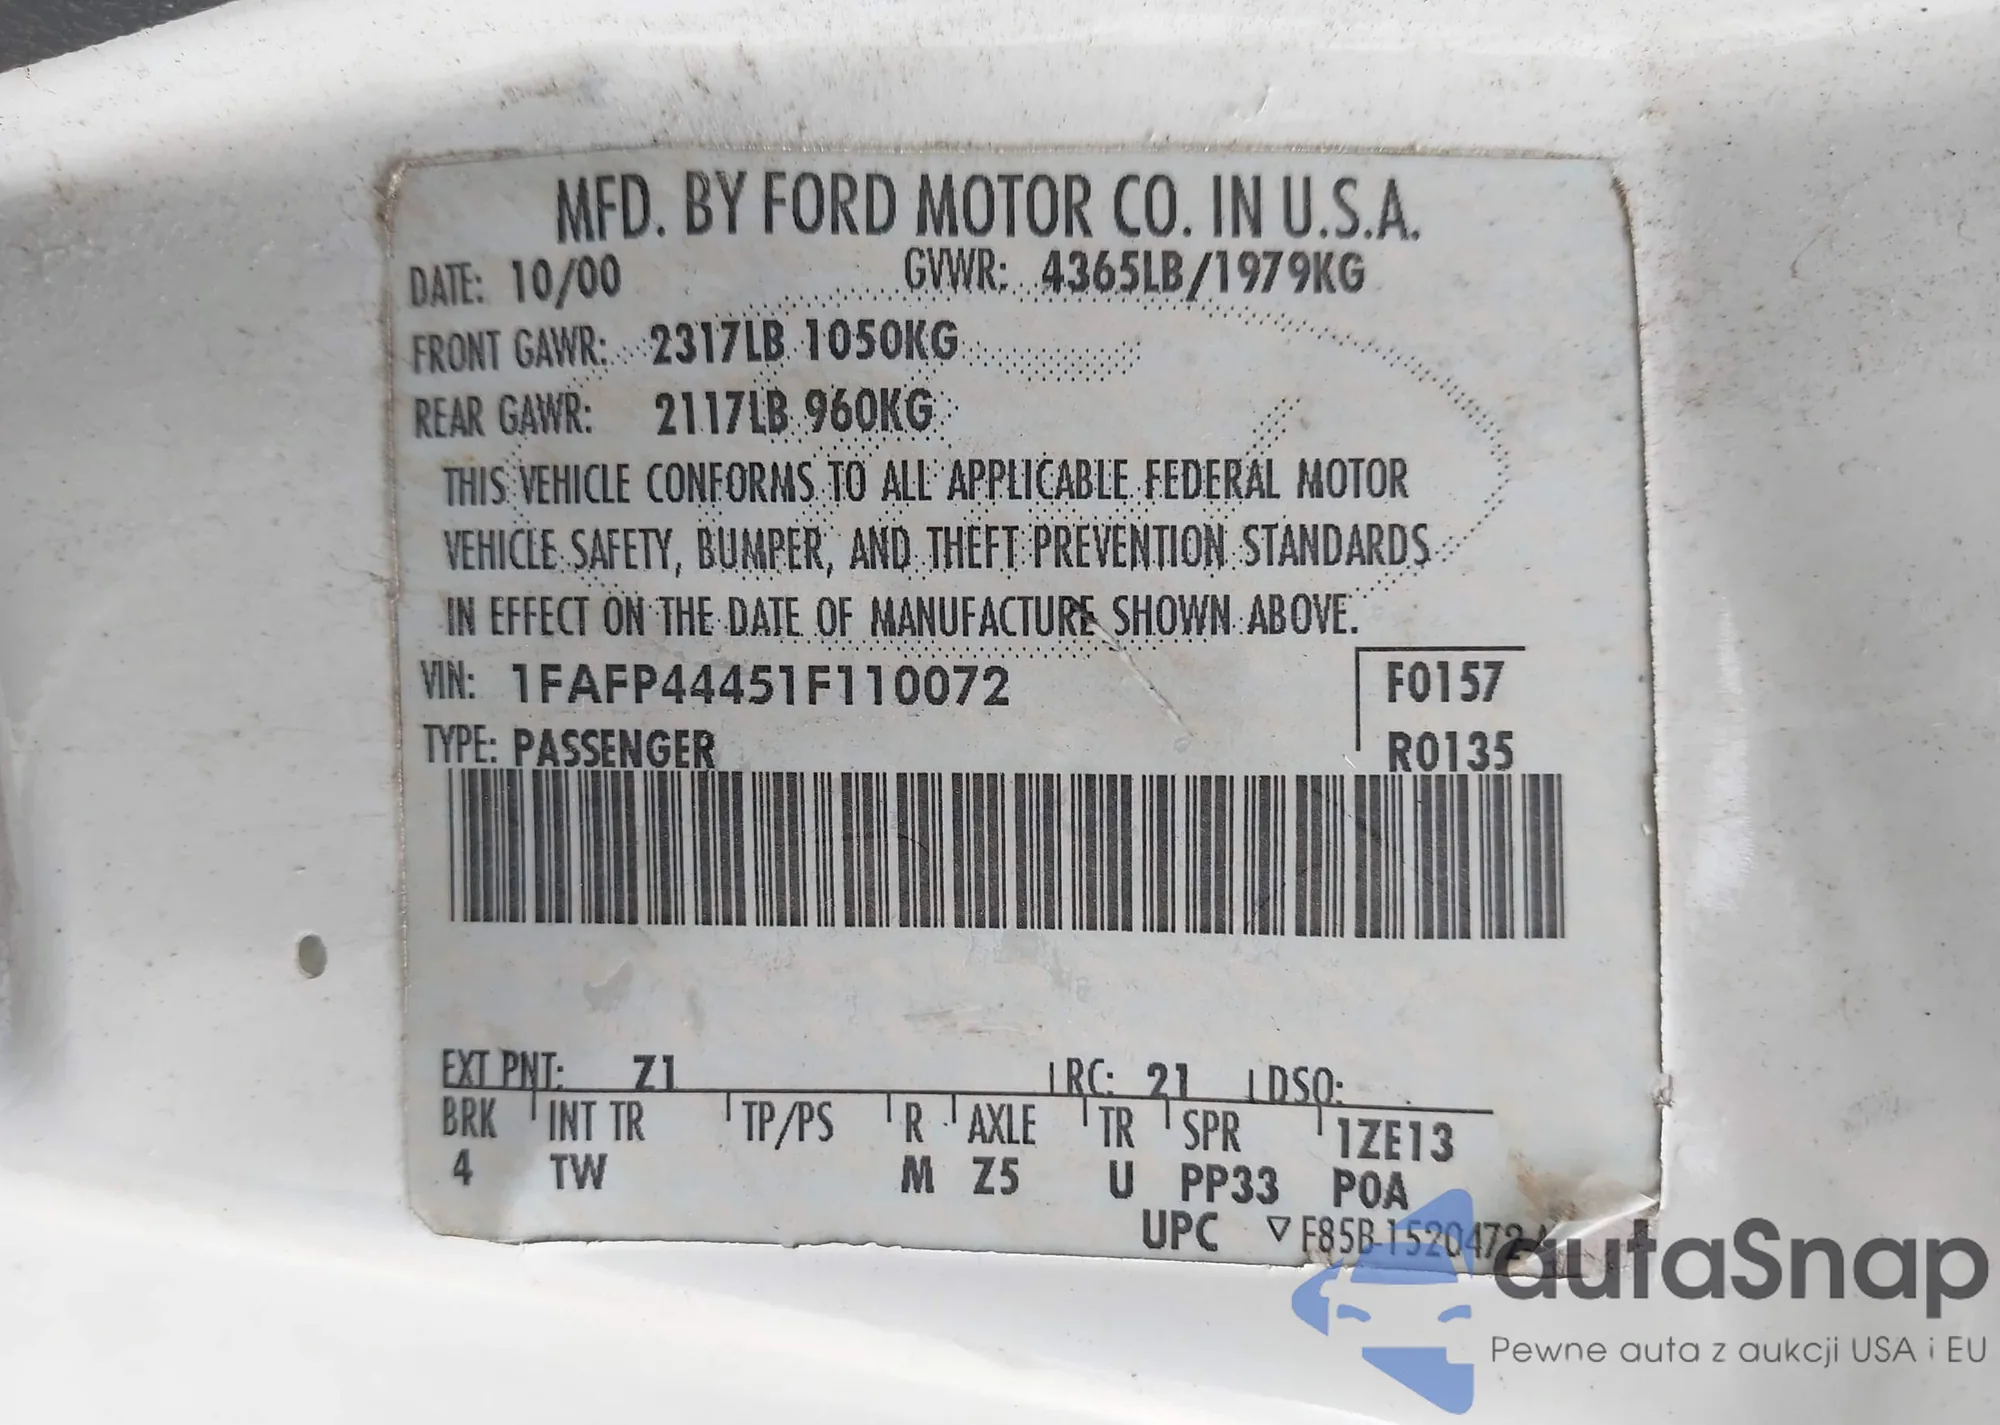 MFD. BY FORD MOTOR CO. IN U.S.A.
DATE: 10/00 GVWR: 4365LB/1979KG
FRONT GAWR: 2317LB 1050KG
REAR GAWR: 2117LB 960KG
THIS VEHICLE CONFORMS TO ALL APPLICABLE FEDERAL MOTOR
VEHICLE SAFETY, BUMPER, AND THEFT PREVENTION STANDARDS
IN EFFECT ON THE DATE OF MANUFACTURE SHOWN ABOVE.
VIN: 1FAFP44451F110072 F0157
TYPE: PASSENGER R0135
EXT PNT: Z1 RC: 21 DSO:
BRK INT TR TP/PS R AXLE TR SPR 1ZE13
4 TW M Z5 U PP33 P0A
UPC ▽ F85B-1520472-A
autaSnap
Pewne auta z aukcji USA i EU